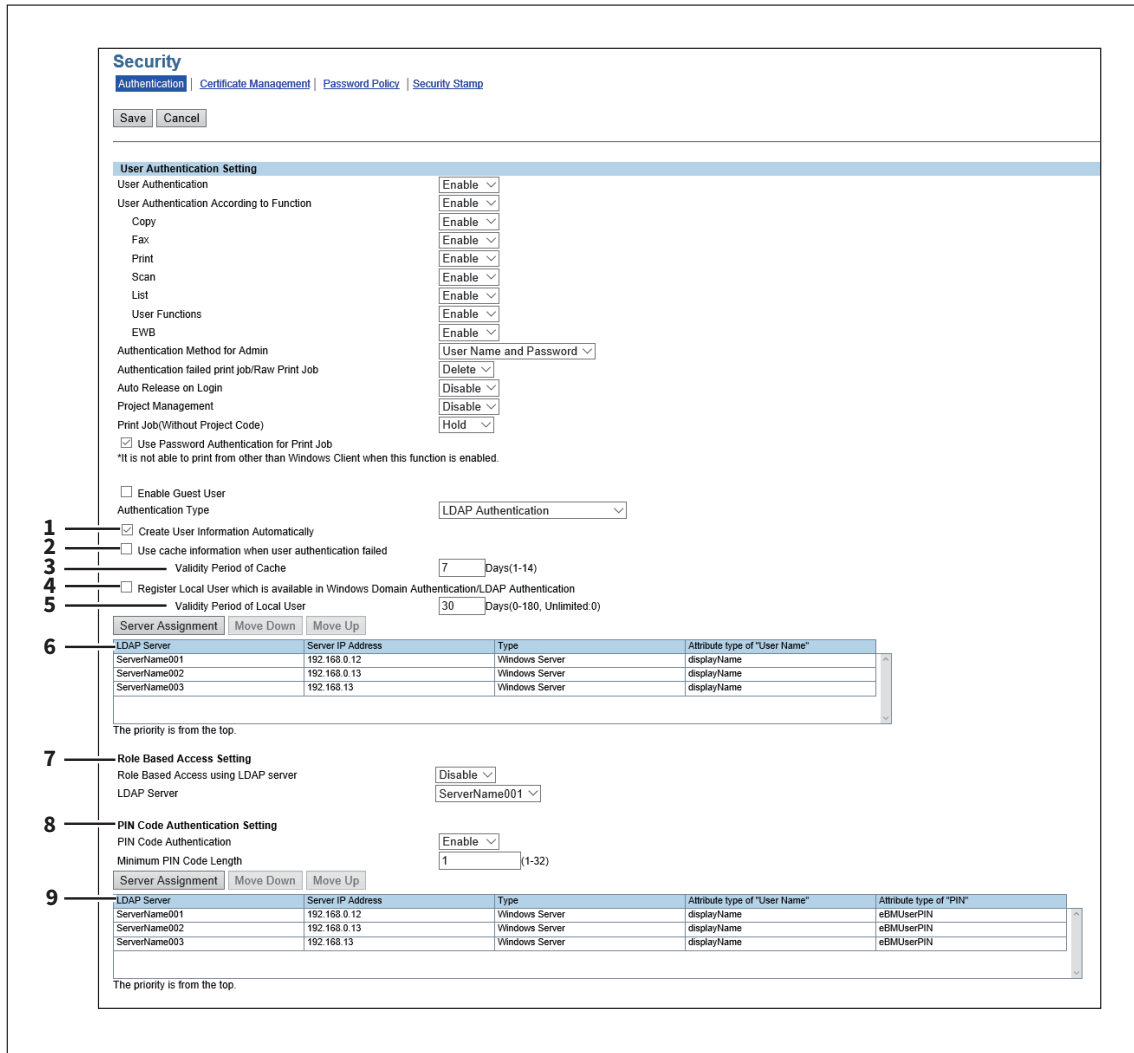 Security
Authentication | Certificate Management | Password Policy | Security Stamp
Save Cancel
User Authentication Setting
User Authentication Enable
User Authentication According to Function Enable
Copy Enable
Fax Enable
Print Enable
Scan Enable
List Enable
User Functions Enable
EWB Enable
Authentication Method for Admin User Name and Password
Authentication failed print job/Raw Print Job Delete
Auto Release on Login Disable
Project Management Disable
Print Job(Without Project Code) Hold
Use Password Authentication for Print Job
*It is not able to print from other than Windows Client when this function is enabled.
Enable Guest User
Authentication Type LDAP Authentication
1 Create User Information Automatically
2 Use cache information when user authentication failed
3 Validity Period of Cache 7 Days(1-14)
4 Register Local User which is available in Windows Domain Authentication/LDAP Authentication
5 Validity Period of Local User 30 Days(0-180, Unlimited:0)
Server Assignment Move Down Move Up
6 LDAP Server Server IP Address Type Attribute type of "User Name"
ServerName001 192.168.0.12 Windows Server displayName
ServerName002 192.168.0.13 Windows Server displayName
ServerName003 192.168.13 Windows Server displayName
The priority is from the top.
7 Role Based Access Setting
Role Based Access using LDAP server Disable
LDAP Server ServerName001
8 PIN Code Authentication Setting
PIN Code Authentication Enable
Minimum PIN Code Length 1 (1-32)
Server Assignment Move Down Move Up
9 LDAP Server Server IP Address Type Attribute type of "User Name" Attribute type of "PIN"
ServerName001 192.168.0.12 Windows Server displayName eBMUserPIN
ServerName002 192.168.0.13 Windows Server displayName eBMUserPIN
ServerName003 192.168.13 Windows Server displayName eBMUserPIN
The priority is from the top.